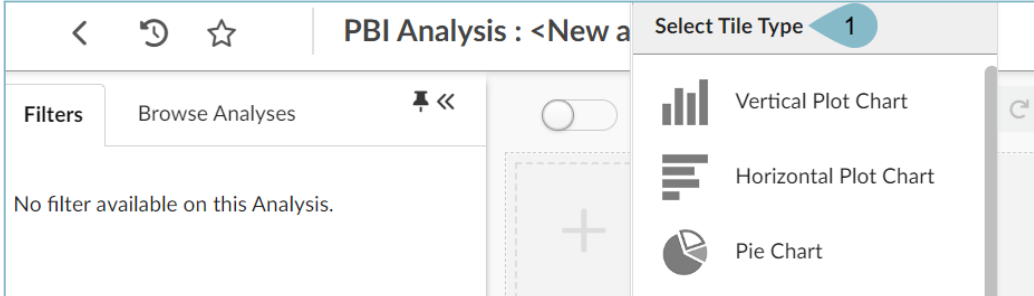 PBI Analysis : <New a
Select Tile Type
1
Filters
Browse Analyses
No filter available on this Analysis.
Vertical Plot Chart
Horizontal Plot Chart
Pie Chart